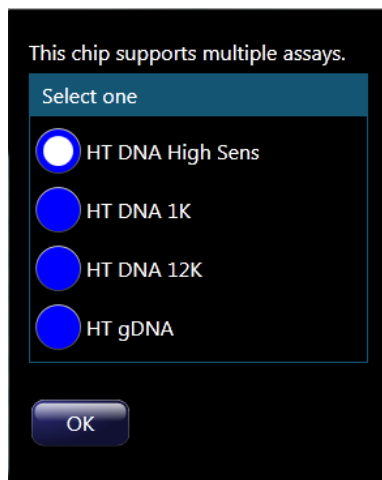 This chip supports multiple assays.
Select one
HT DNA High Sens
HT DNA 1K
HT DNA 12K
HT gDNA
OK